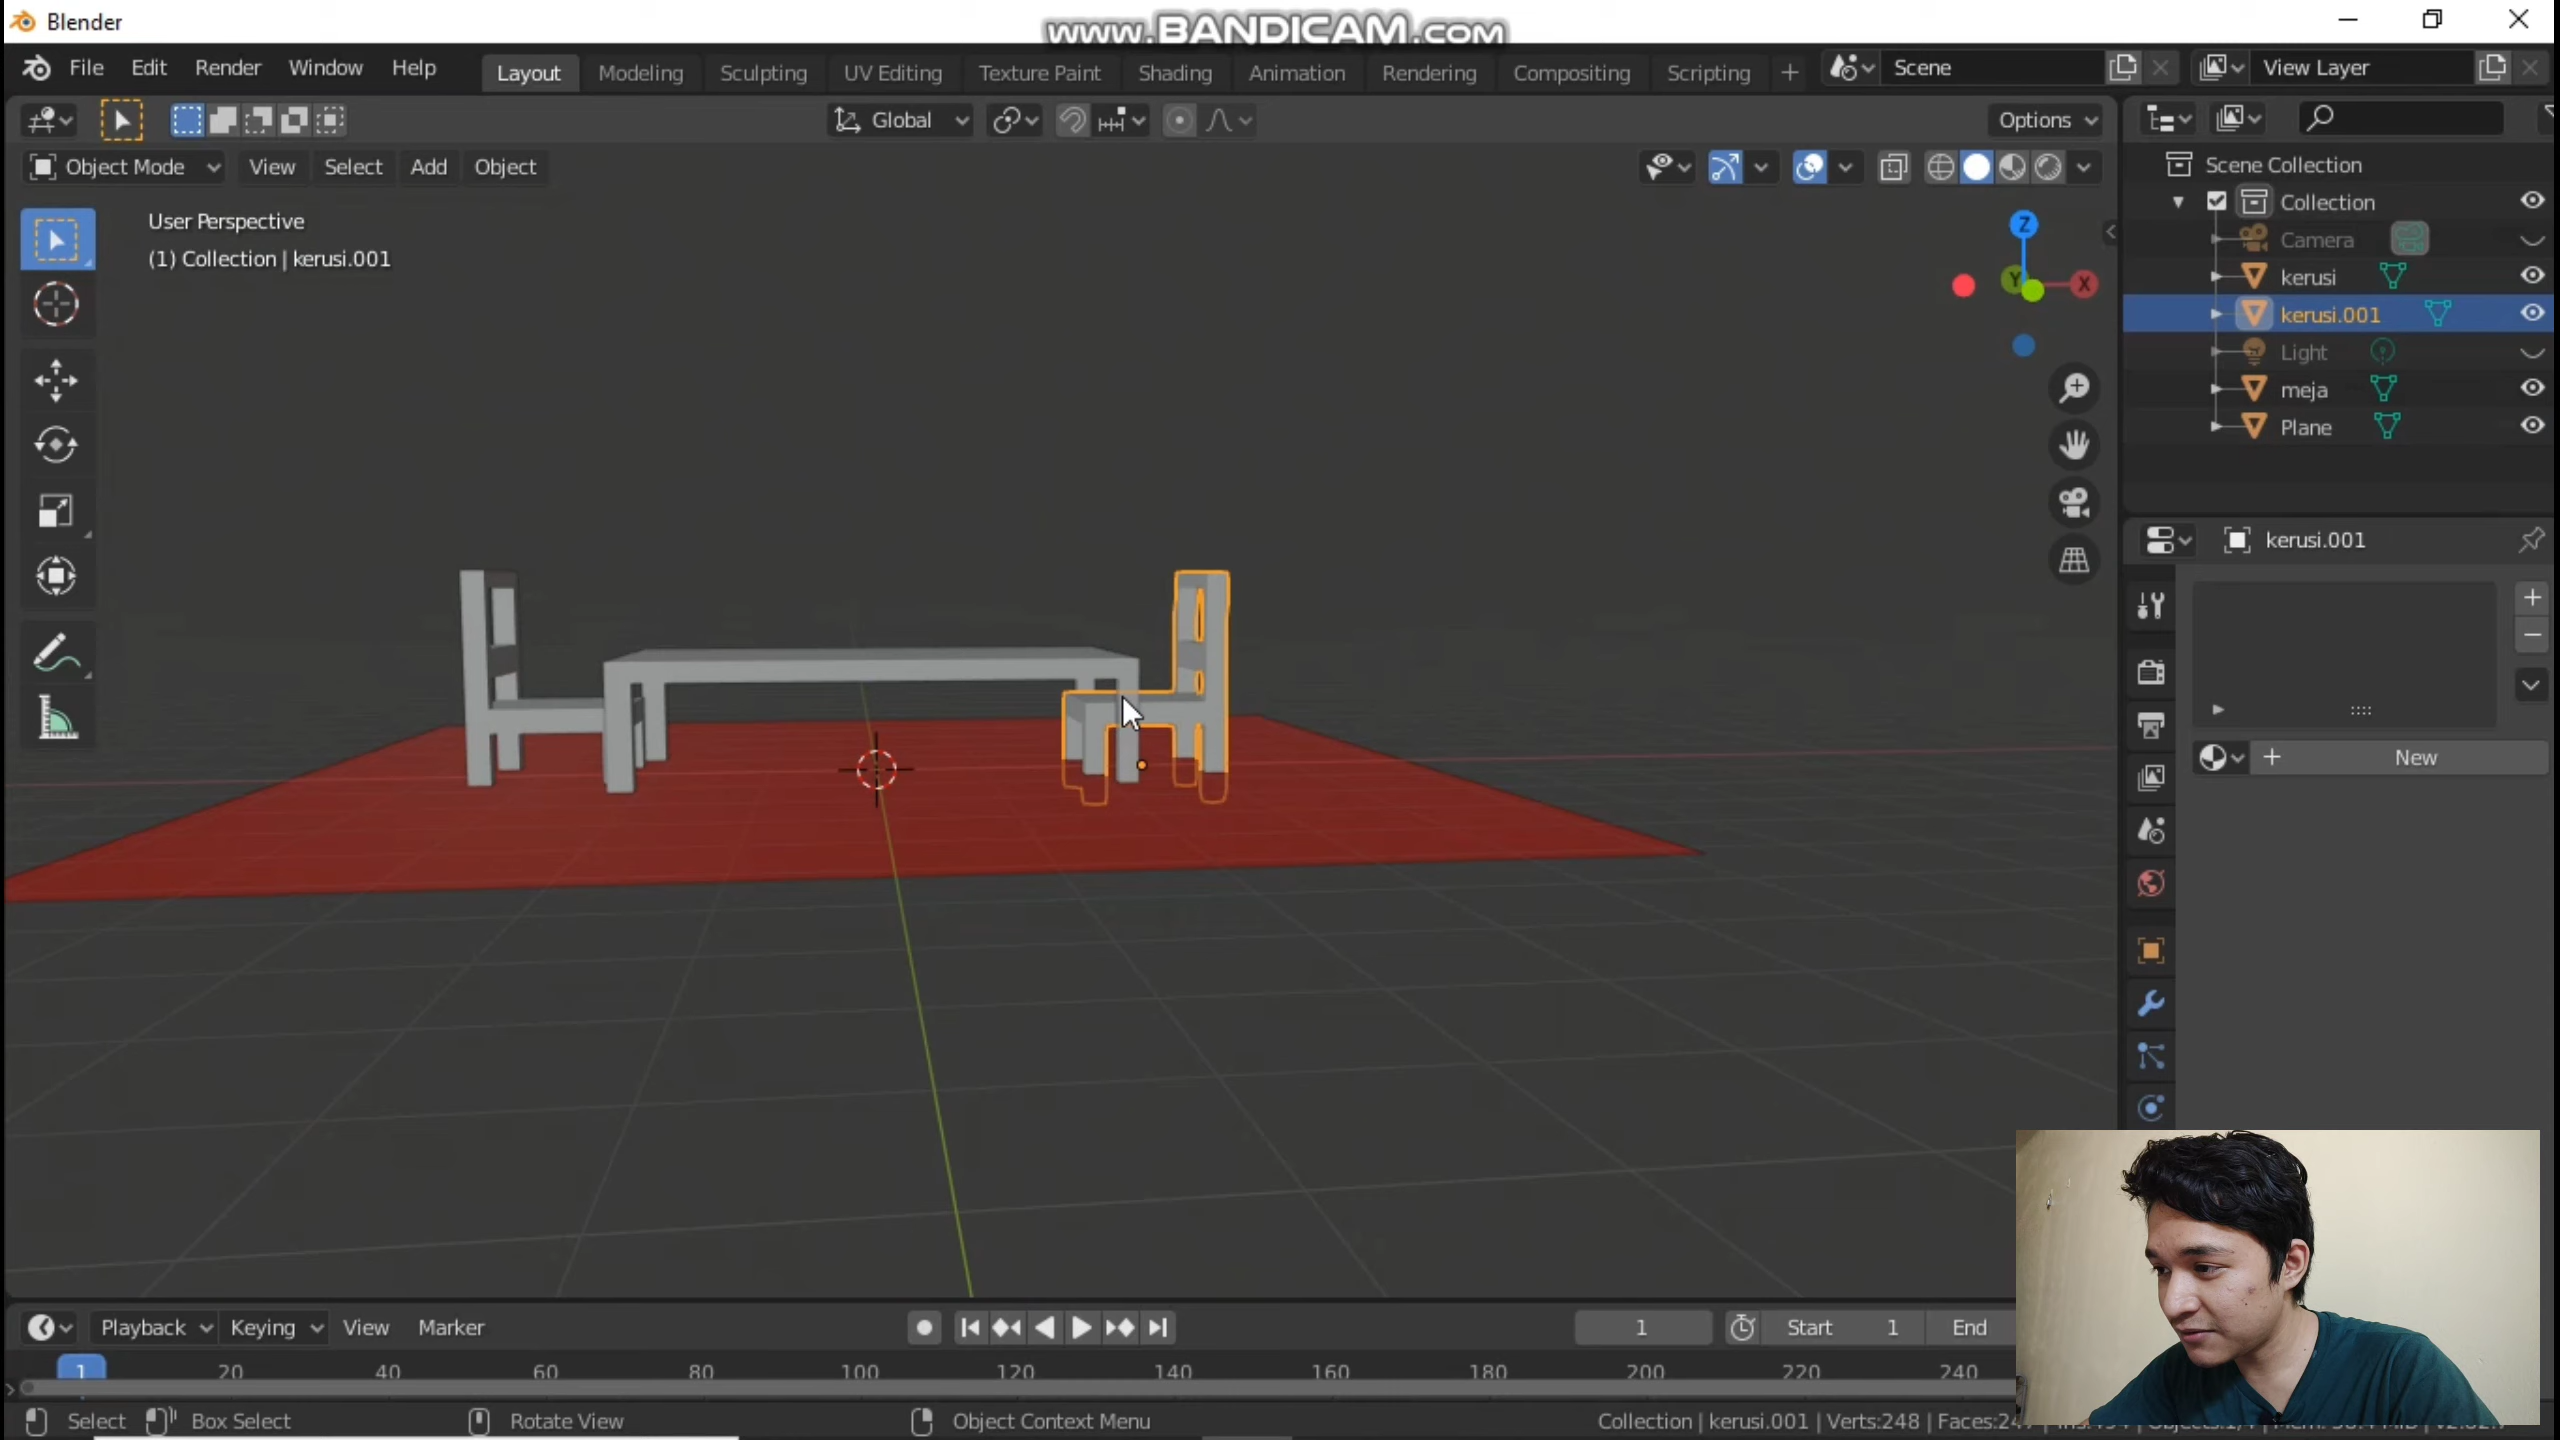 Blender
www.BANDICAM.com
File Edit Render Window Help
Layout Modeling Sculpting UV Editing Texture Paint Shading Animation Rendering Compositing Scripting +
Scene
View Layer
Global
Options
Object Mode View Select Add Object
User Perspective
(1) Collection | kerusi.001
Z
Y
X
Scene Collection
Collection
Camera
kerusi
kerusi.001
Light
meja
Plane
kerusi.001
New
Playback Keying View Marker
1
Start 1 End
1 20 40 60 80 100 120 140 160 180 200 220 240
Select Box Select Rotate View Object Context Menu
Collection | kerusi.001 | Verts:248 | Faces: